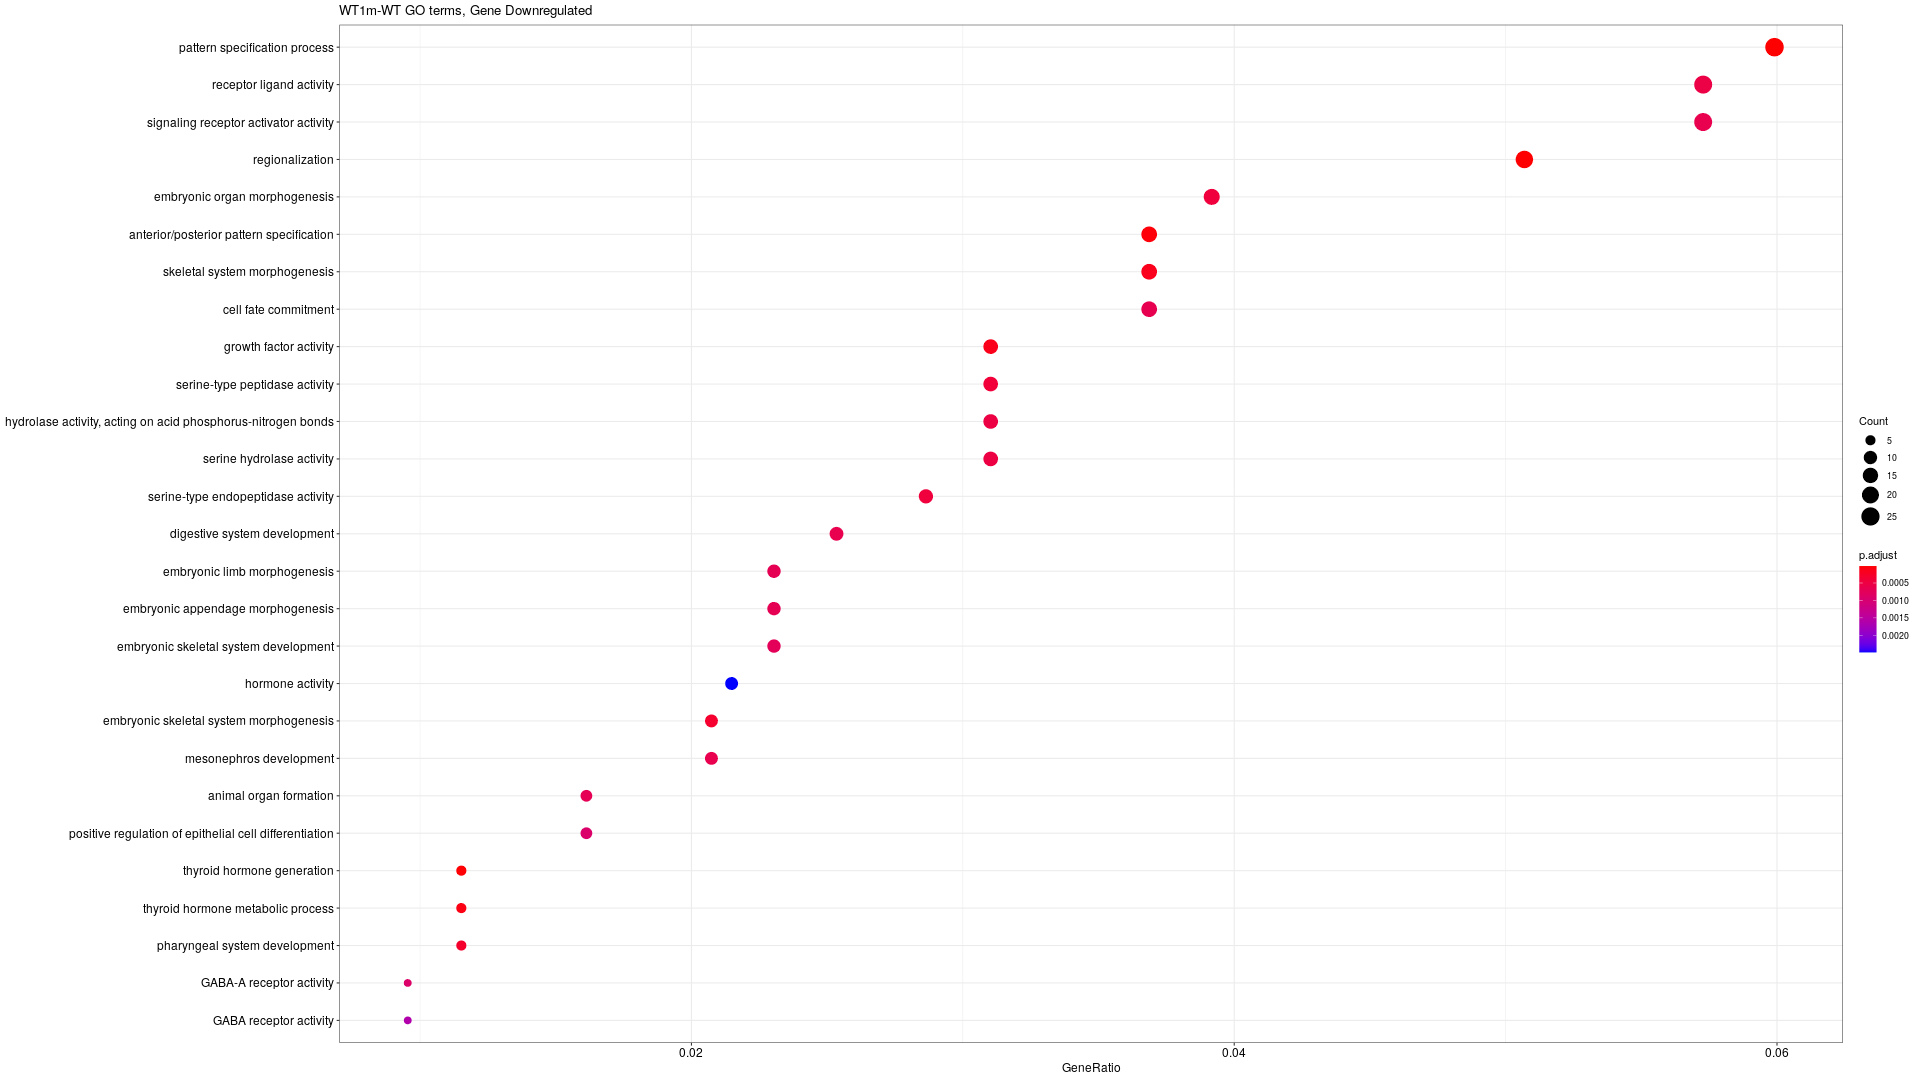 WT1m-WT GO terms, Gene Downregulated
pattern specification process
receptor ligand activity
signaling receptor activator activity
regionalization
embryonic organ morphogenesis
anterior/posterior pattern specification
skeletal system morphogenesis
cell fate commitment
growth factor activity
serine-type peptidase activity
hydrolase activity, acting on acid phosphorus-nitrogen bonds
serine hydrolase activity
serine-type endopeptidase activity
digestive system development
embryonic limb morphogenesis
embryonic appendage morphogenesis
embryonic skeletal system development
hormone activity
embryonic skeletal system morphogenesis
mesonephros development
animal organ formation
positive regulation of epithelial cell differentiation
thyroid hormone generation
thyroid hormone metabolic process
pharyngeal system development
GABA-A receptor activity
GABA receptor activity
0.02 0.04 0.06
GeneRatio
Count
5
10
15
20
25
p.adjust
0.0005
0.0010
0.0015
0.0020